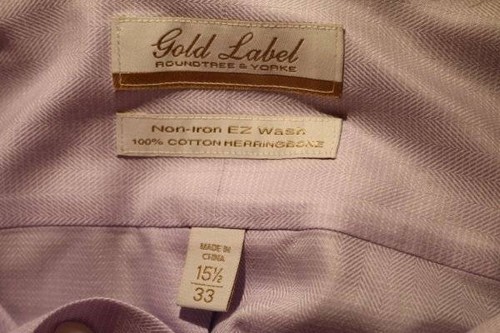 Gold Label
ROUNDTREE & YORKE
Non-Iron EZ Wash
100% COTTON HERRINGBONE
MADE IN
CHINA
15½
33